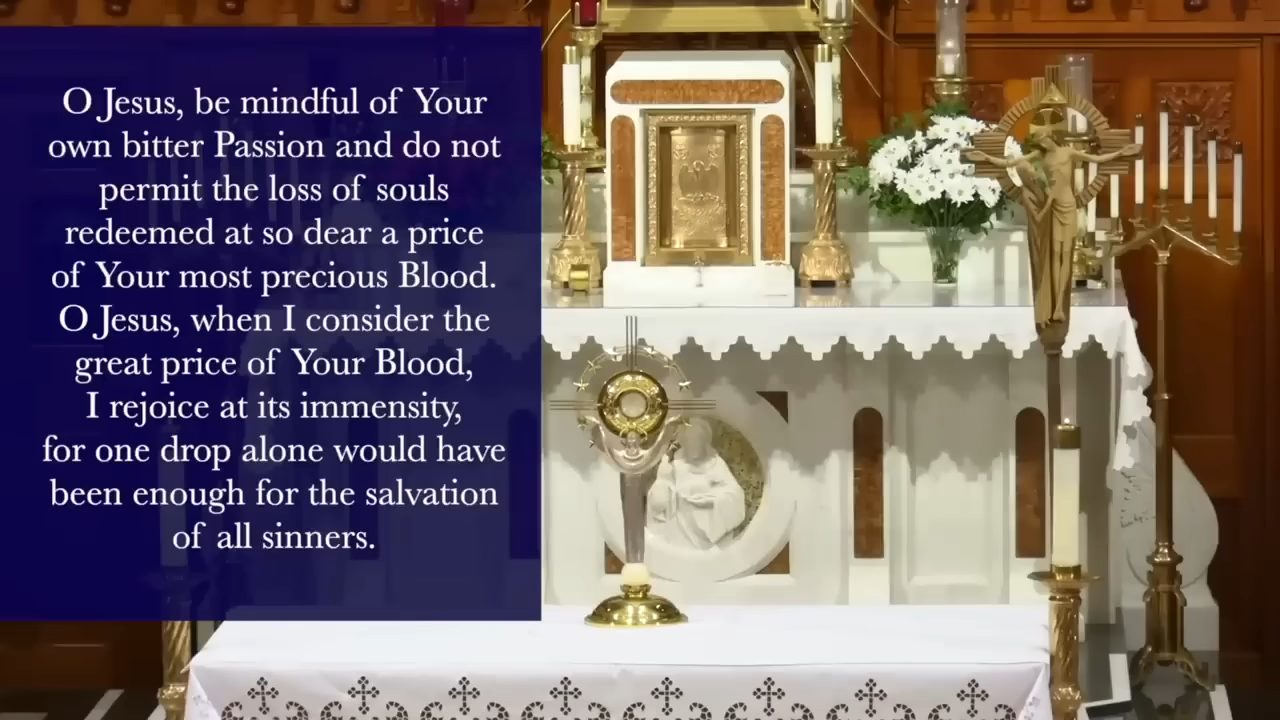 O Jesus, be mindful of Your
own bitter Passion and do not
permit the loss of souls
redeemed at so dear a price
of Your most precious Blood.
O Jesus, when I consider the
great price of Your Blood,
I rejoice at its immensity,
for one drop alone would have
been enough for the salvation
of all sinners.